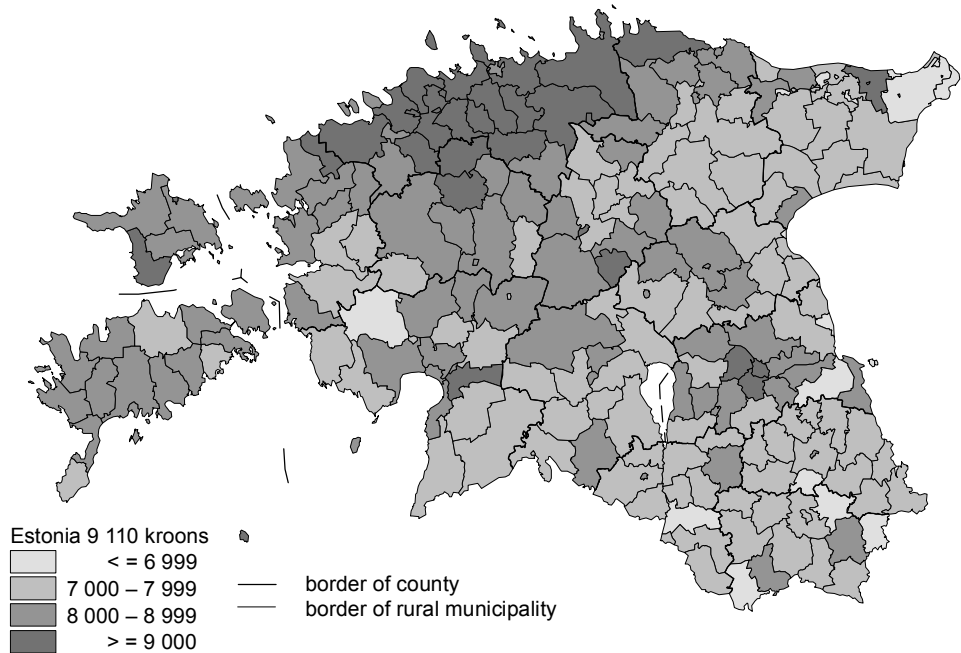 Estonia 9 110 kroons
< = 6 999
7 000 – 7 999
8 000 – 8 999
> = 9 000
border of county
border of rural municipality